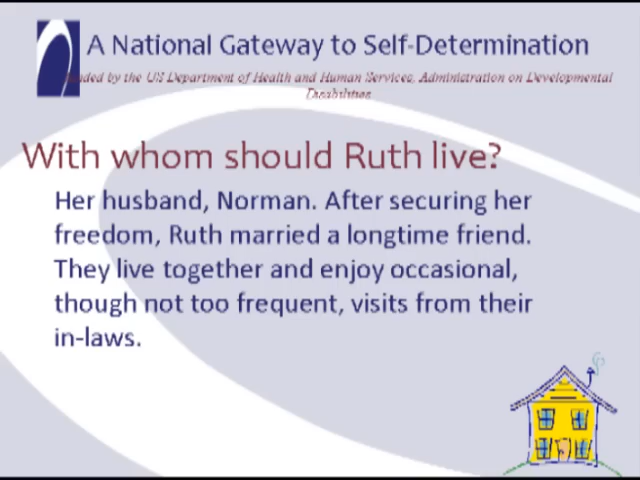 A National Gateway to Self-Determination
Funded by the US Department of Health and Human Services, Administration on Developmental
Disabilities
With whom should Ruth live?
Her husband, Norman. After securing her
freedom, Ruth married a longtime friend.
They live together and enjoy occasional,
though not too frequent, visits from their
in-laws.